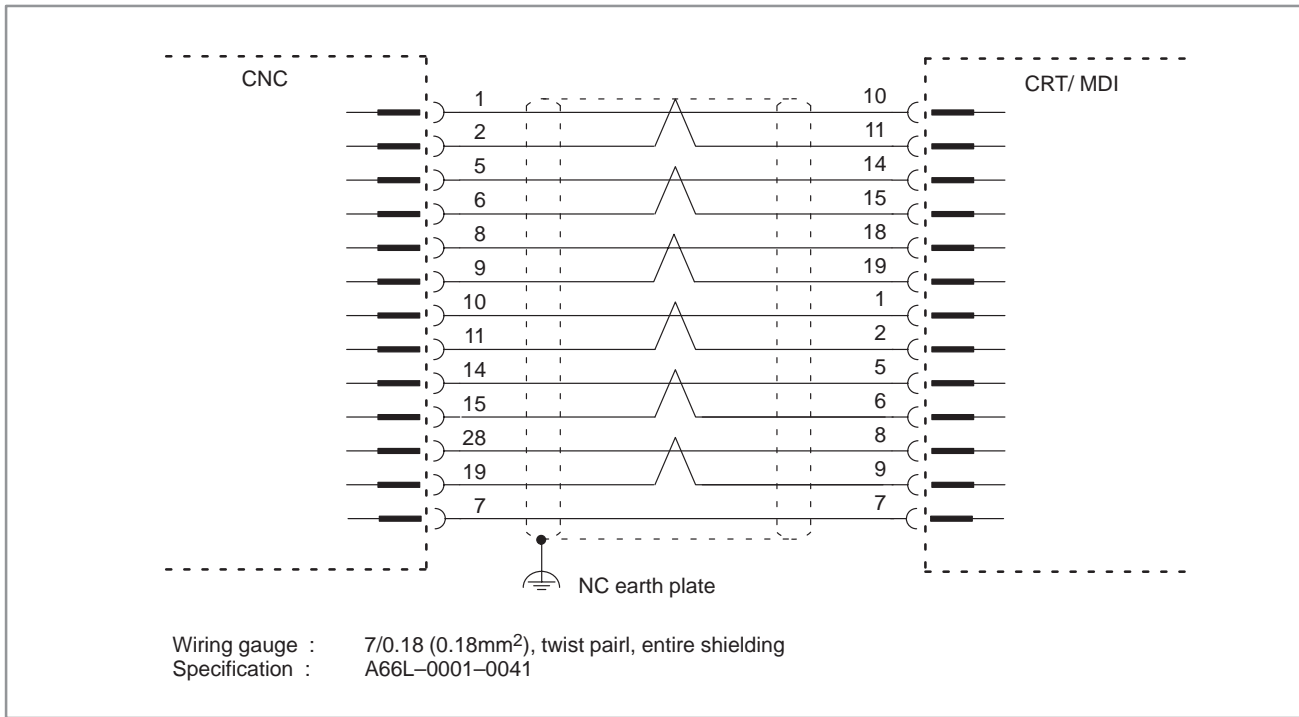 CNC
CRT/ MDI
1 10
2 11
5 14
6 15
8 18
9 19
10 1
11 2
14 5
15 6
28 8
19 9
7 7
NC earth plate
Wiring gauge : 7/0.18 (0.18mm²), twist pairl, entire shielding
Specification : A66L–0001–0041